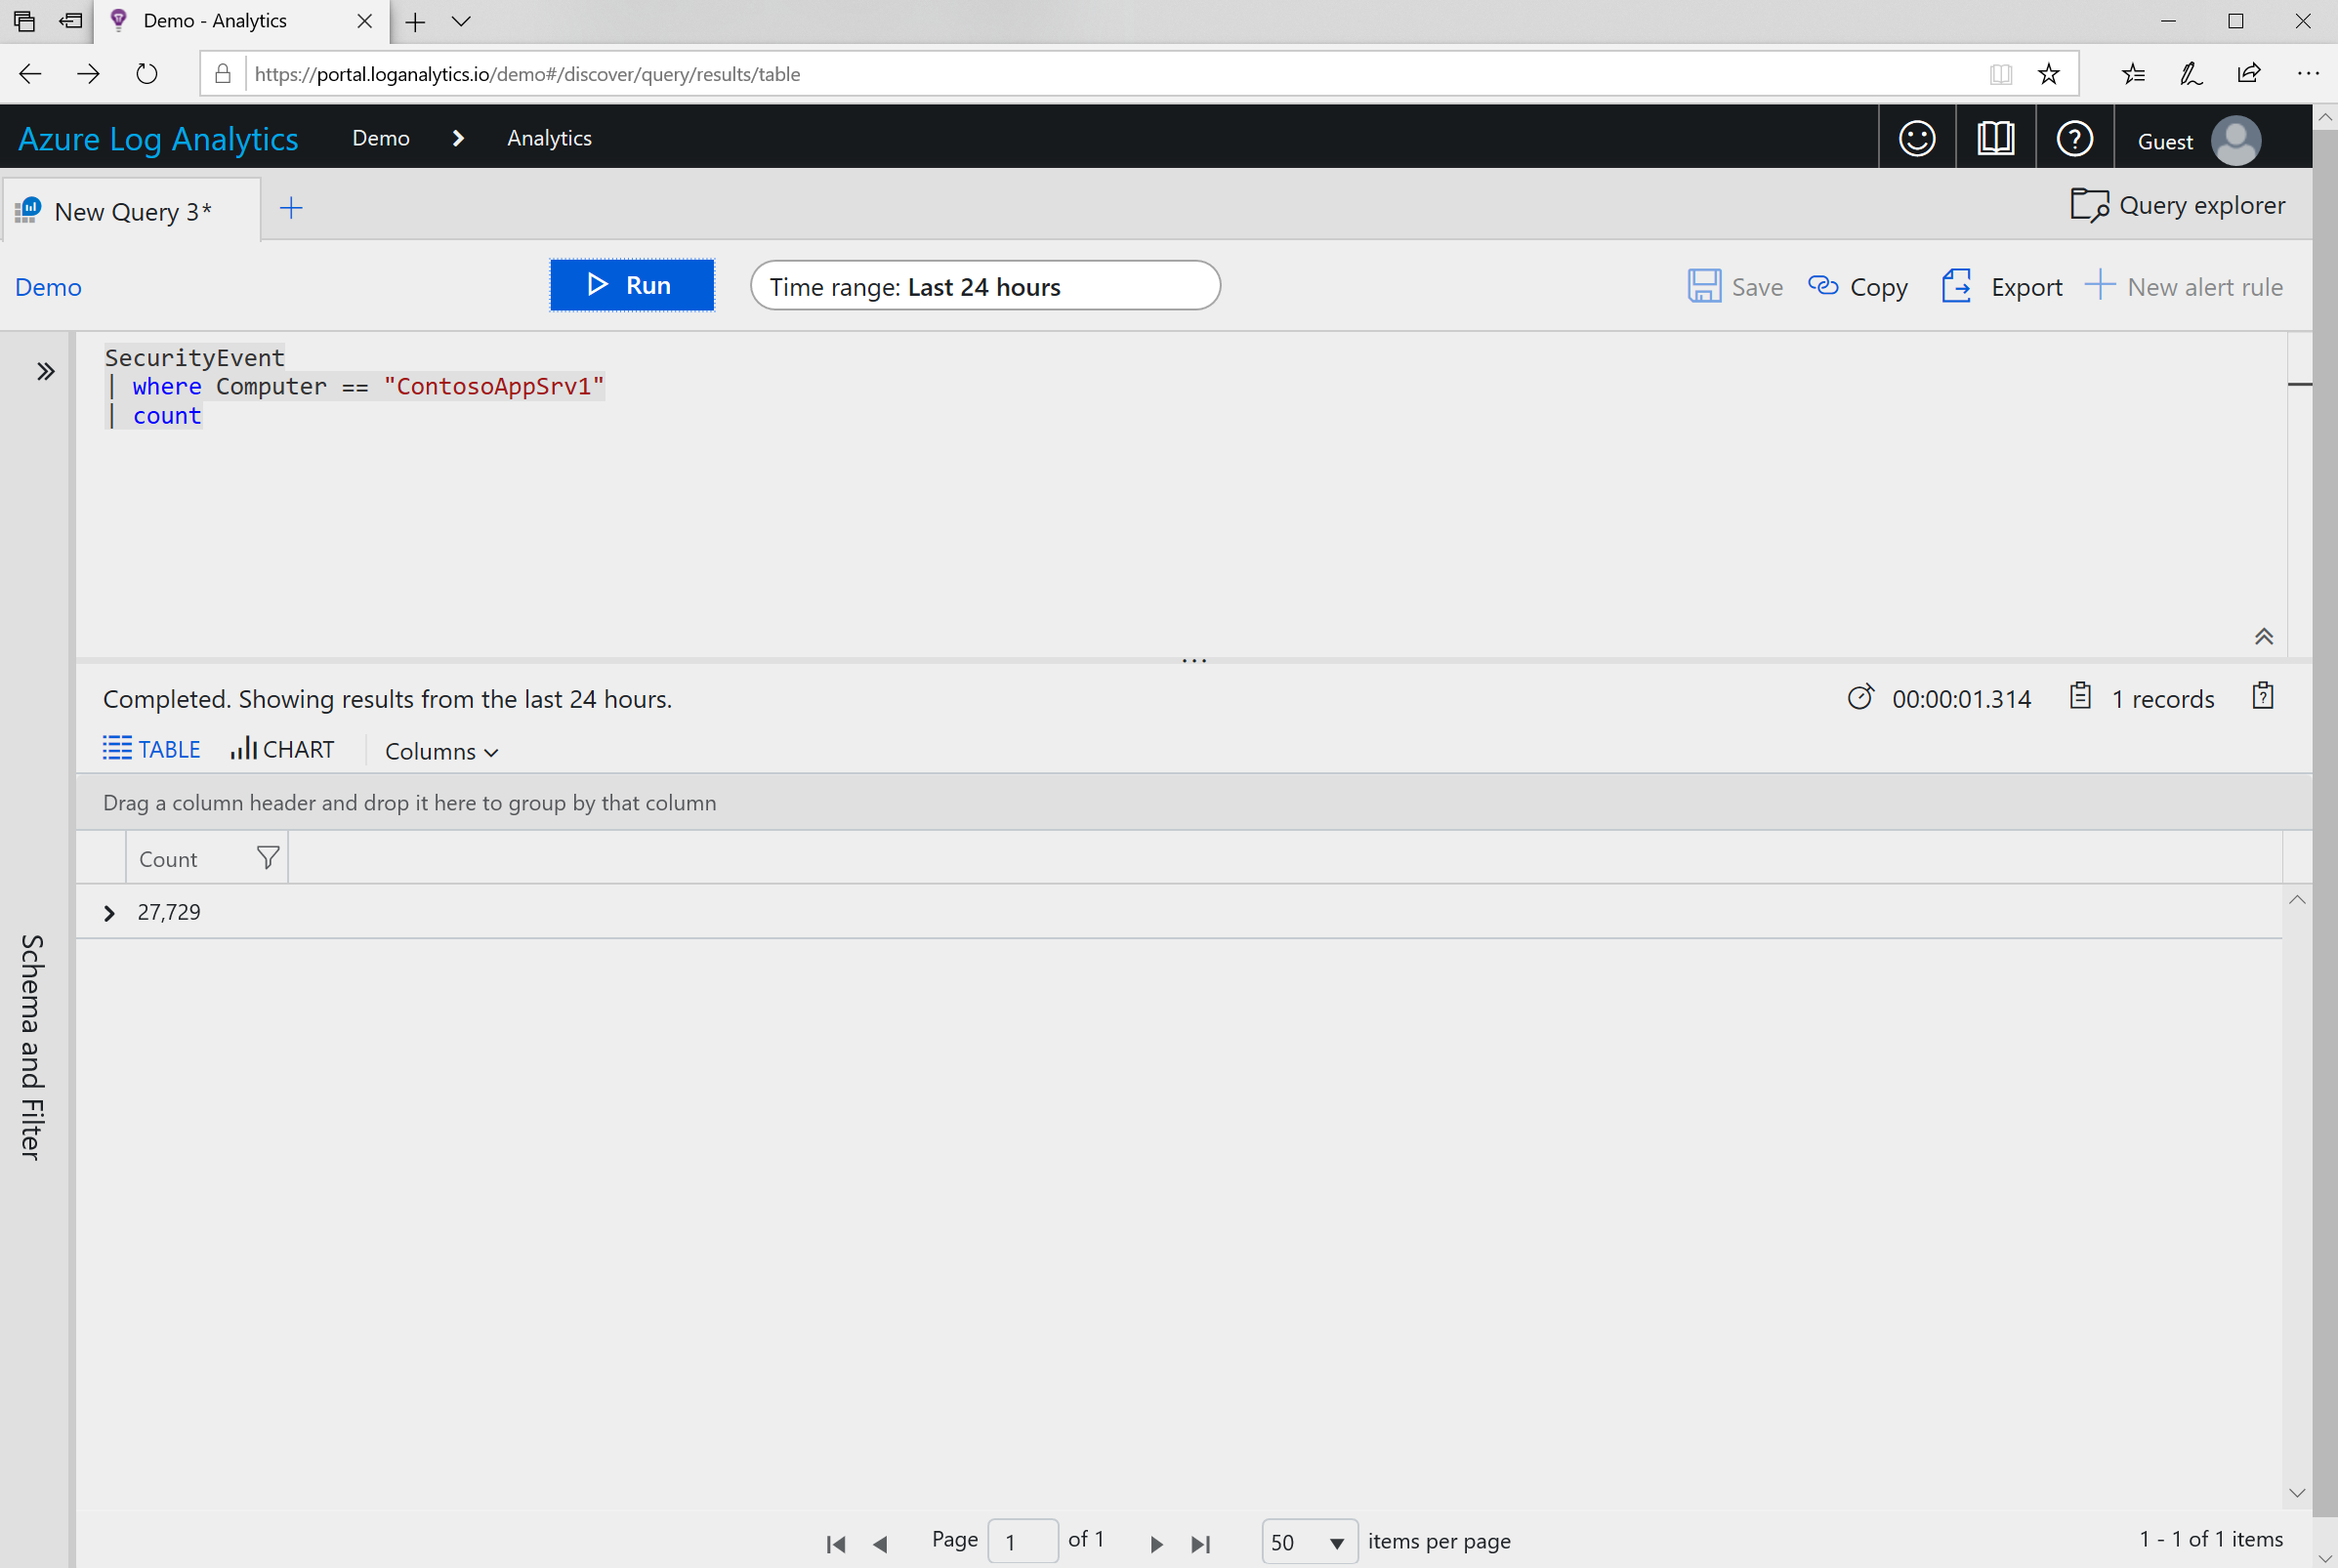 Demo - Analytics
https://portal.loganalytics.io/demo#/discover/query/results/table
Azure Log Analytics Demo Analytics Guest
New Query 3* Query explorer
Demo Run Time range: Last 24 hours Save Copy Export New alert rule
SecurityEvent
| where Computer == "ContosoAppSrv1"
| count
Completed. Showing results from the last 24 hours. 00:00:01.314 1 records
TABLE CHART Columns
Drag a column header and drop it here to group by that column
Count
27,729
Schema and Filter
Page 1 of 1 50 items per page 1 - 1 of 1 items